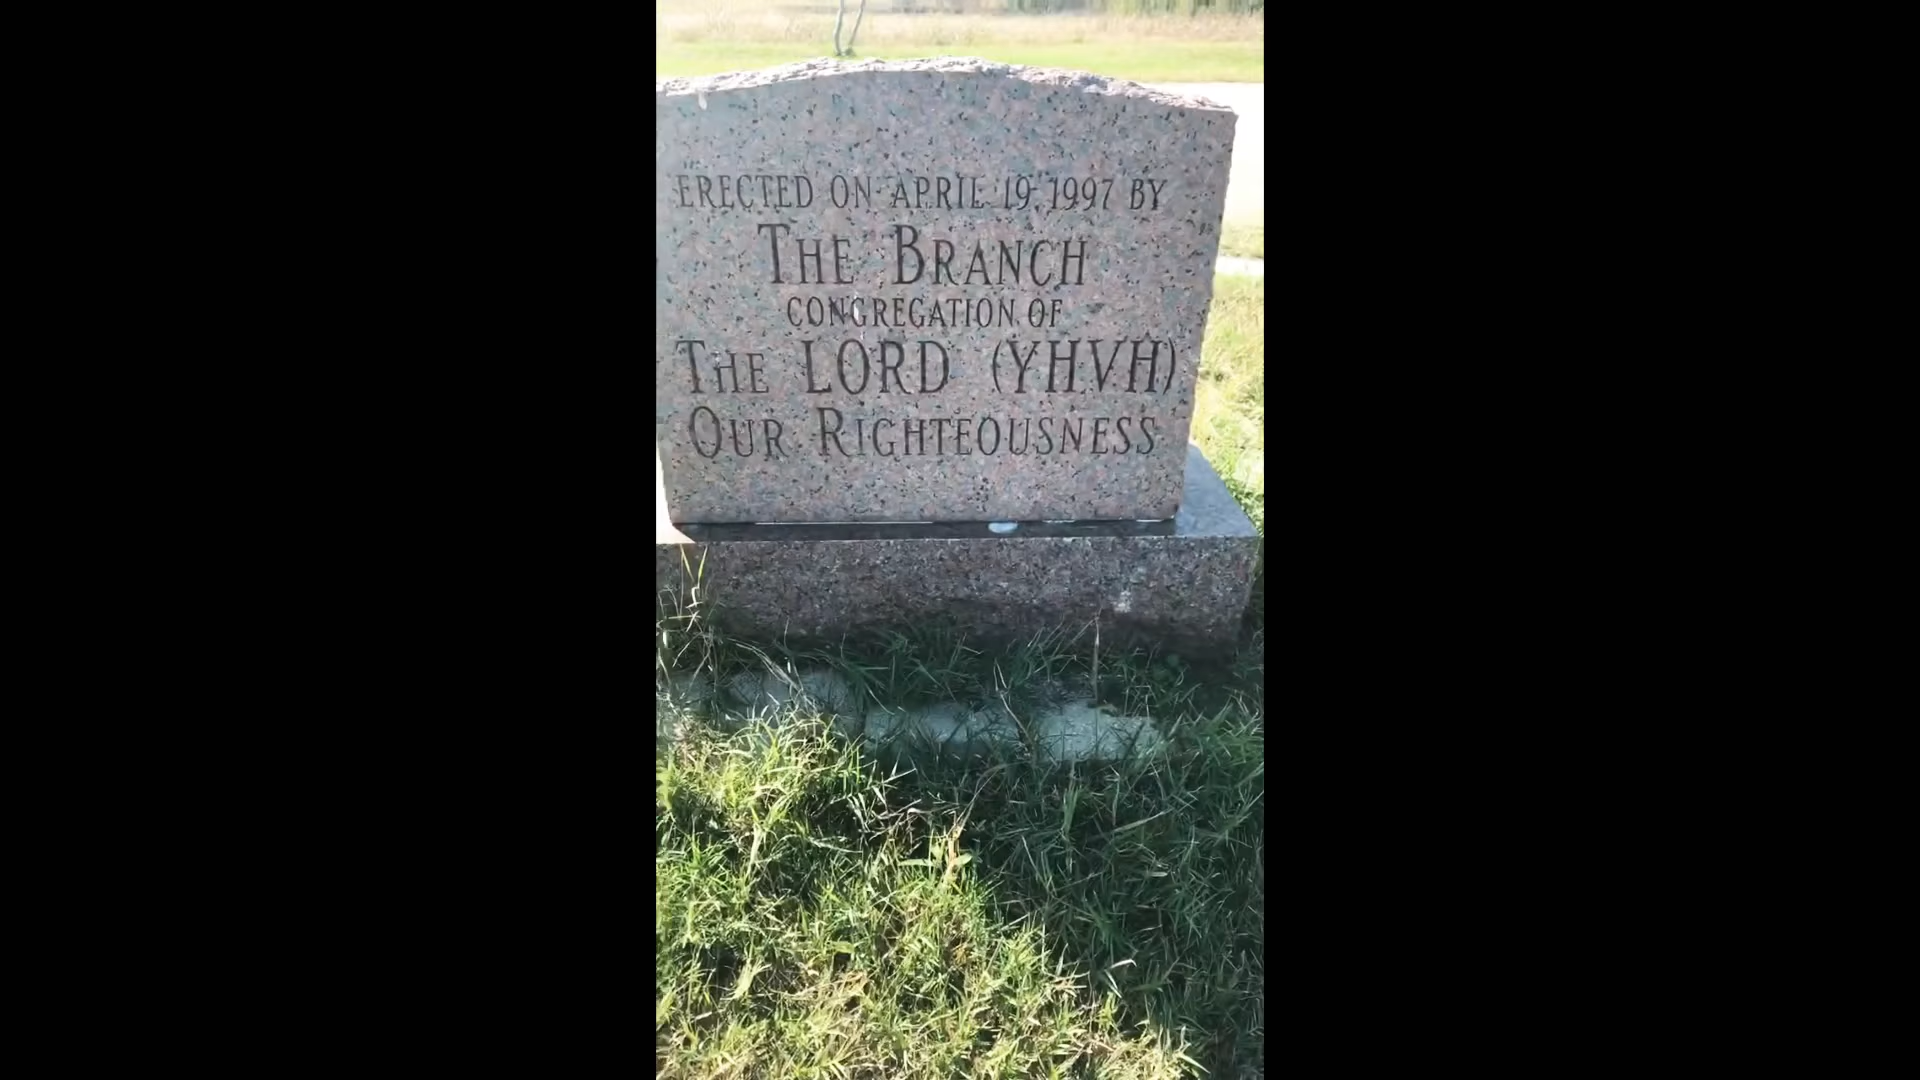 ERECTED ON APRIL 19, 1997 BY
THE BRANCH
CONGREGATION OF
THE LORD (YHVH)
OUR RIGHTEOUSNESS